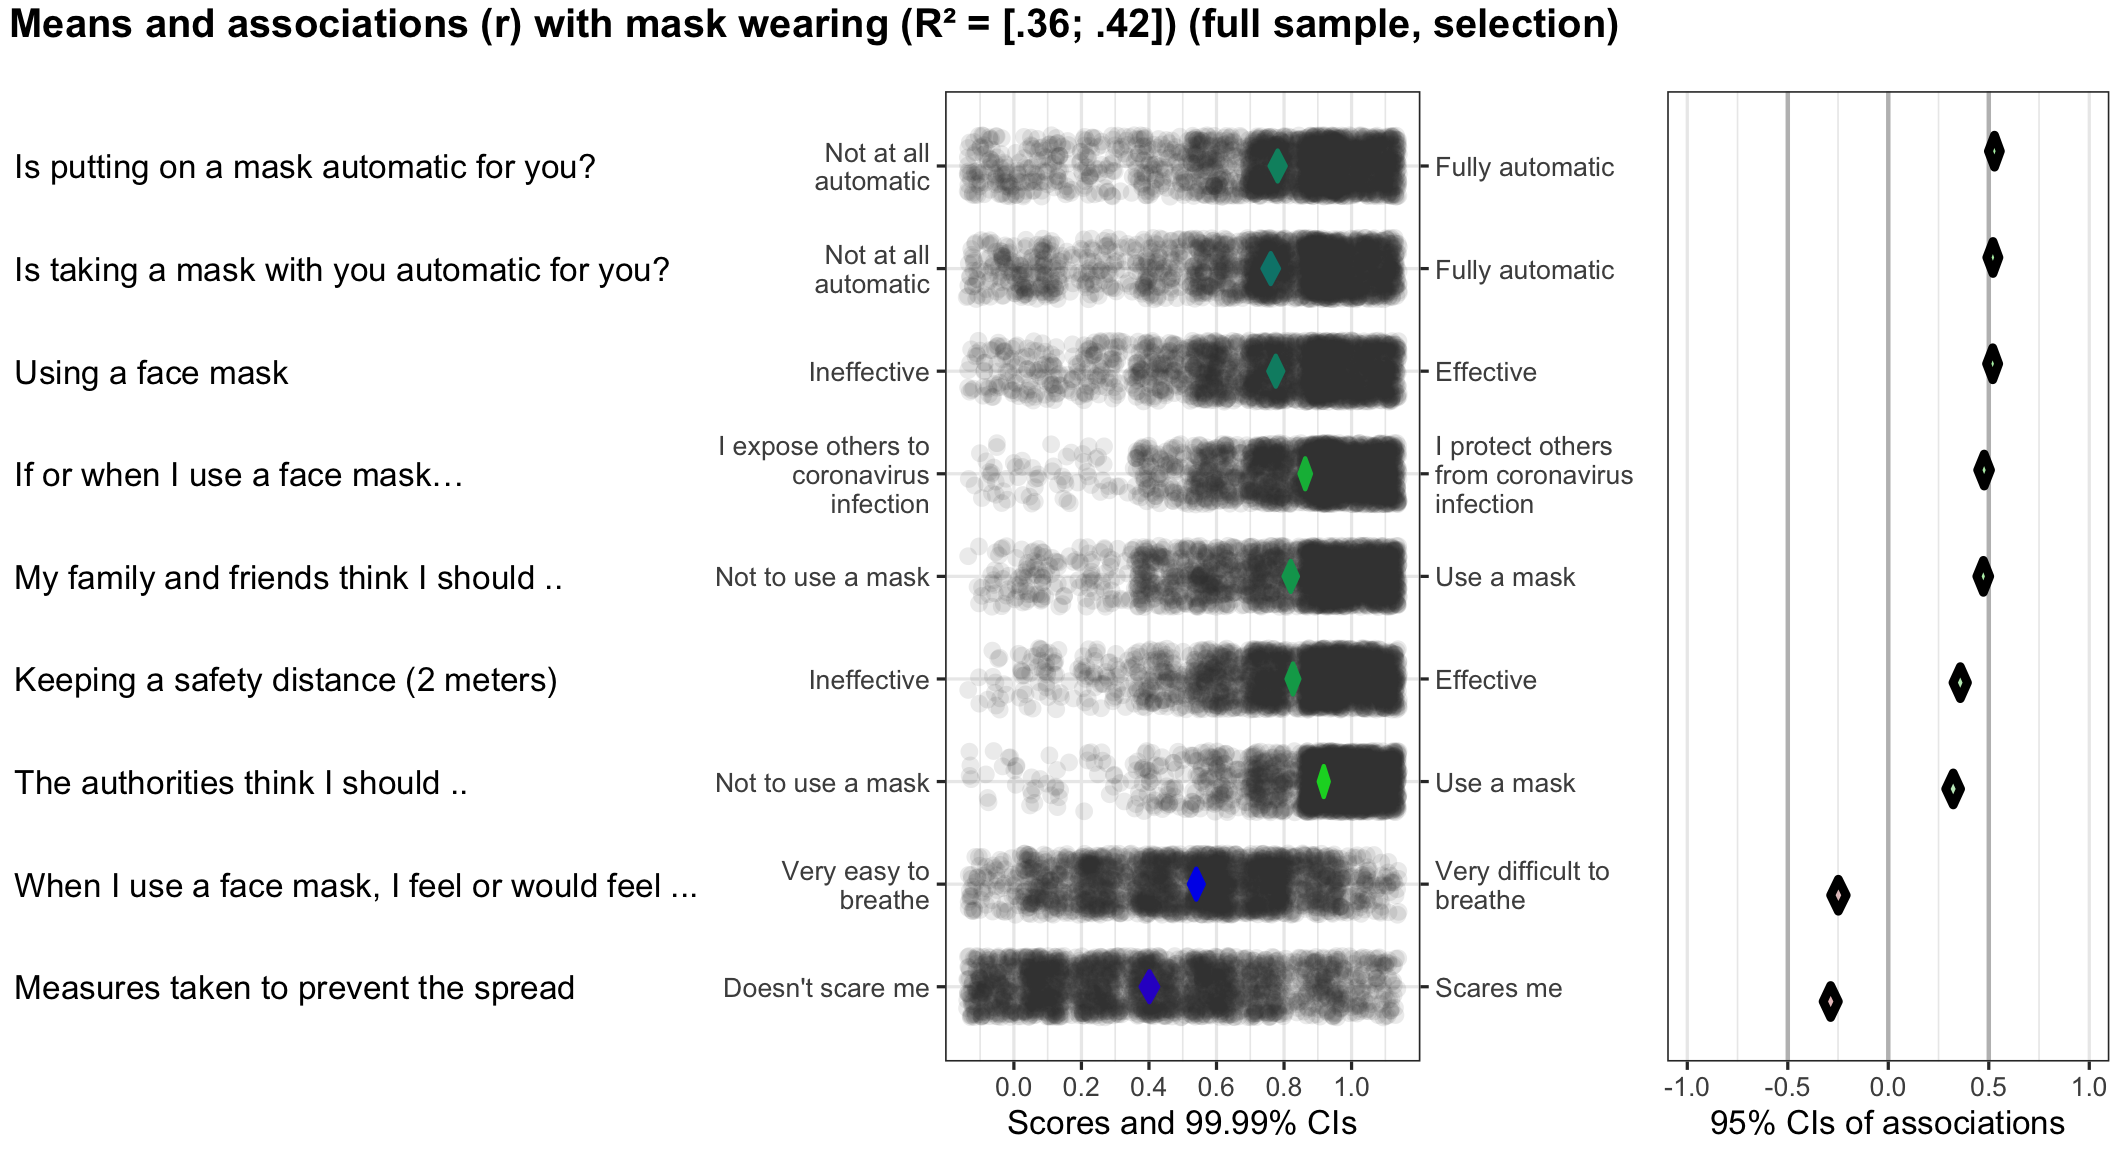 Means and associations (r) with mask wearing (R² = [.36; .42]) (full sample, selection)
Is putting on a mask automatic for you?
Not at all
automatic
Fully automatic
Is taking a mask with you automatic for you?
Not at all
automatic
Fully automatic
Using a face mask
Ineffective
Effective
If or when I use a face mask…
I expose others to
coronavirus
infection
I protect others
from coronavirus
infection
My family and friends think I should ..
Not to use a mask
Use a mask
Keeping a safety distance (2 meters)
Ineffective
Effective
The authorities think I should ..
Not to use a mask
Use a mask
When I use a face mask, I feel or would feel ...
Very easy to
breathe
Very difficult to
breathe
Measures taken to prevent the spread
Doesn't scare me
Scares me
0.0 0.2 0.4 0.6 0.8 1.0
Scores and 99.99% CIs
-1.0 -0.5 0.0 0.5 1.0
95% CIs of associations